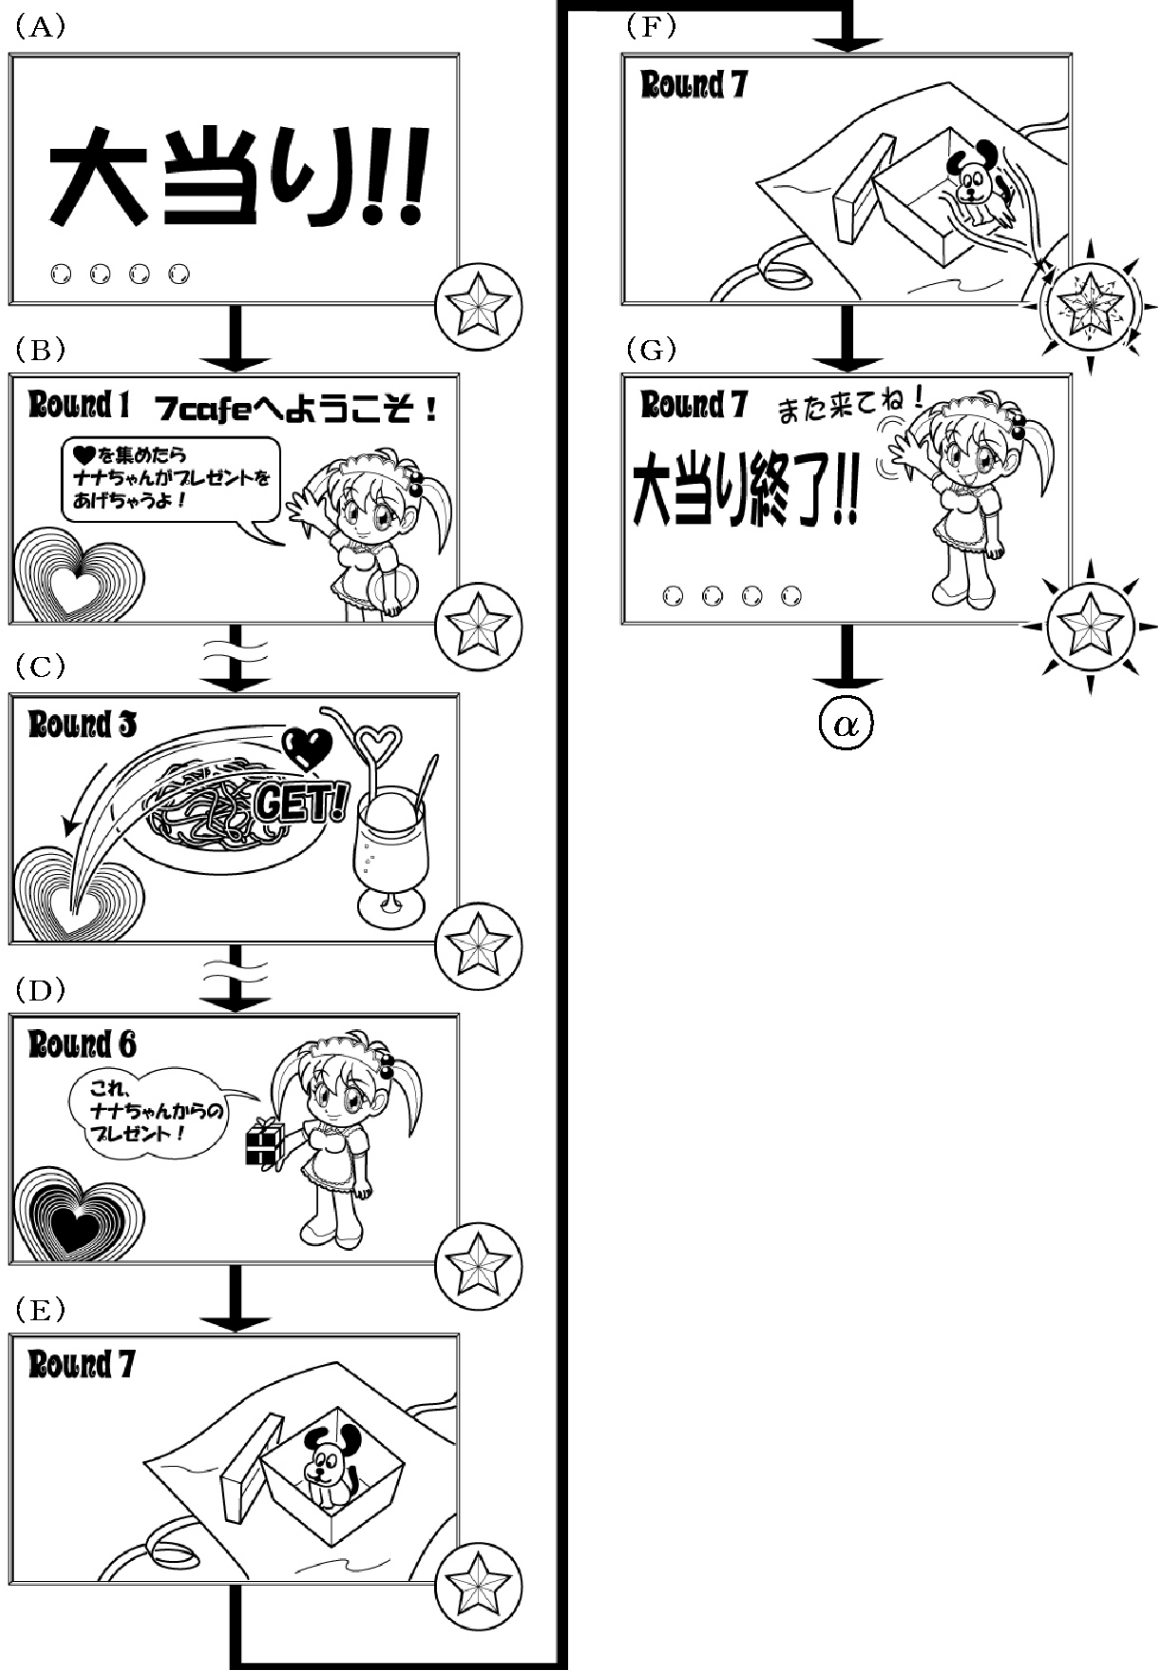 (A)
大当り!!
(B)
Round 1 7cafeへようこそ！
♥を集めたら
ナナちゃんがプレゼントを
あげちゃうよ！
(C)
Round 3
GET!
(D)
Round 6
これ、
ナナちゃんからの
プレゼント！
(E)
Round 7
(F)
Round 7
(G)
Round 7 また来てね！
大当り終了!!
α